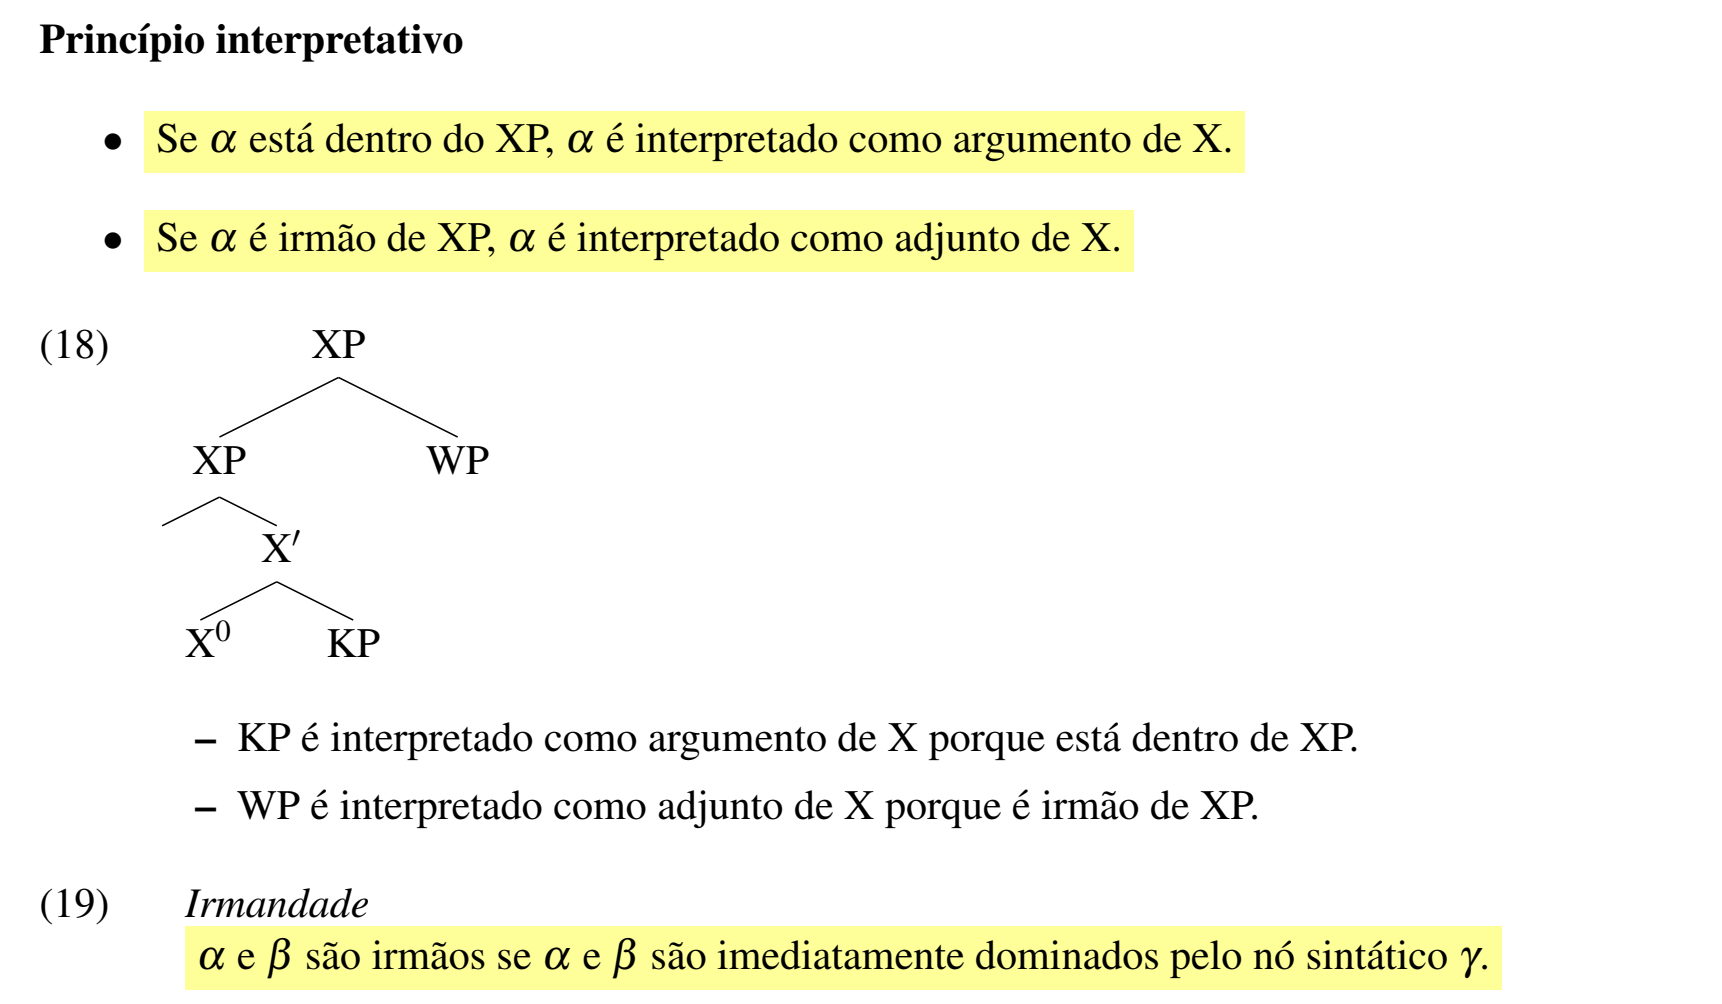 Princípio interpretativo
• Se α está dentro do XP, α é interpretado como argumento de X.
• Se α é irmão de XP, α é interpretado como adjunto de X.
(18) XP
XP WP
X′
X⁰ KP
– KP é interpretado como argumento de X porque está dentro de XP.
– WP é interpretado como adjunto de X porque é irmão de XP.
(19) Irmandade
α e β são irmãos se α e β são imediatamente dominados pelo nó sintático γ.